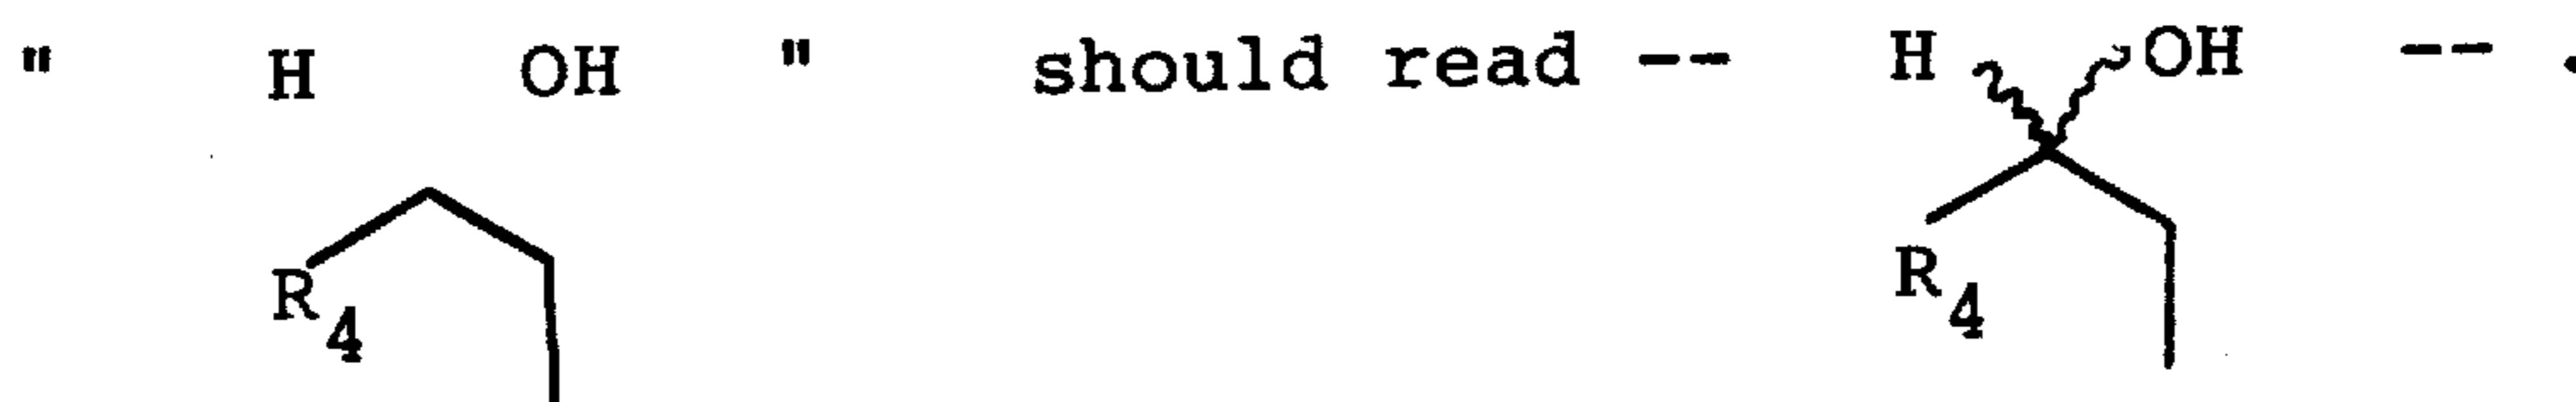 " H OH " should read -- H OH -- .
R4 R4